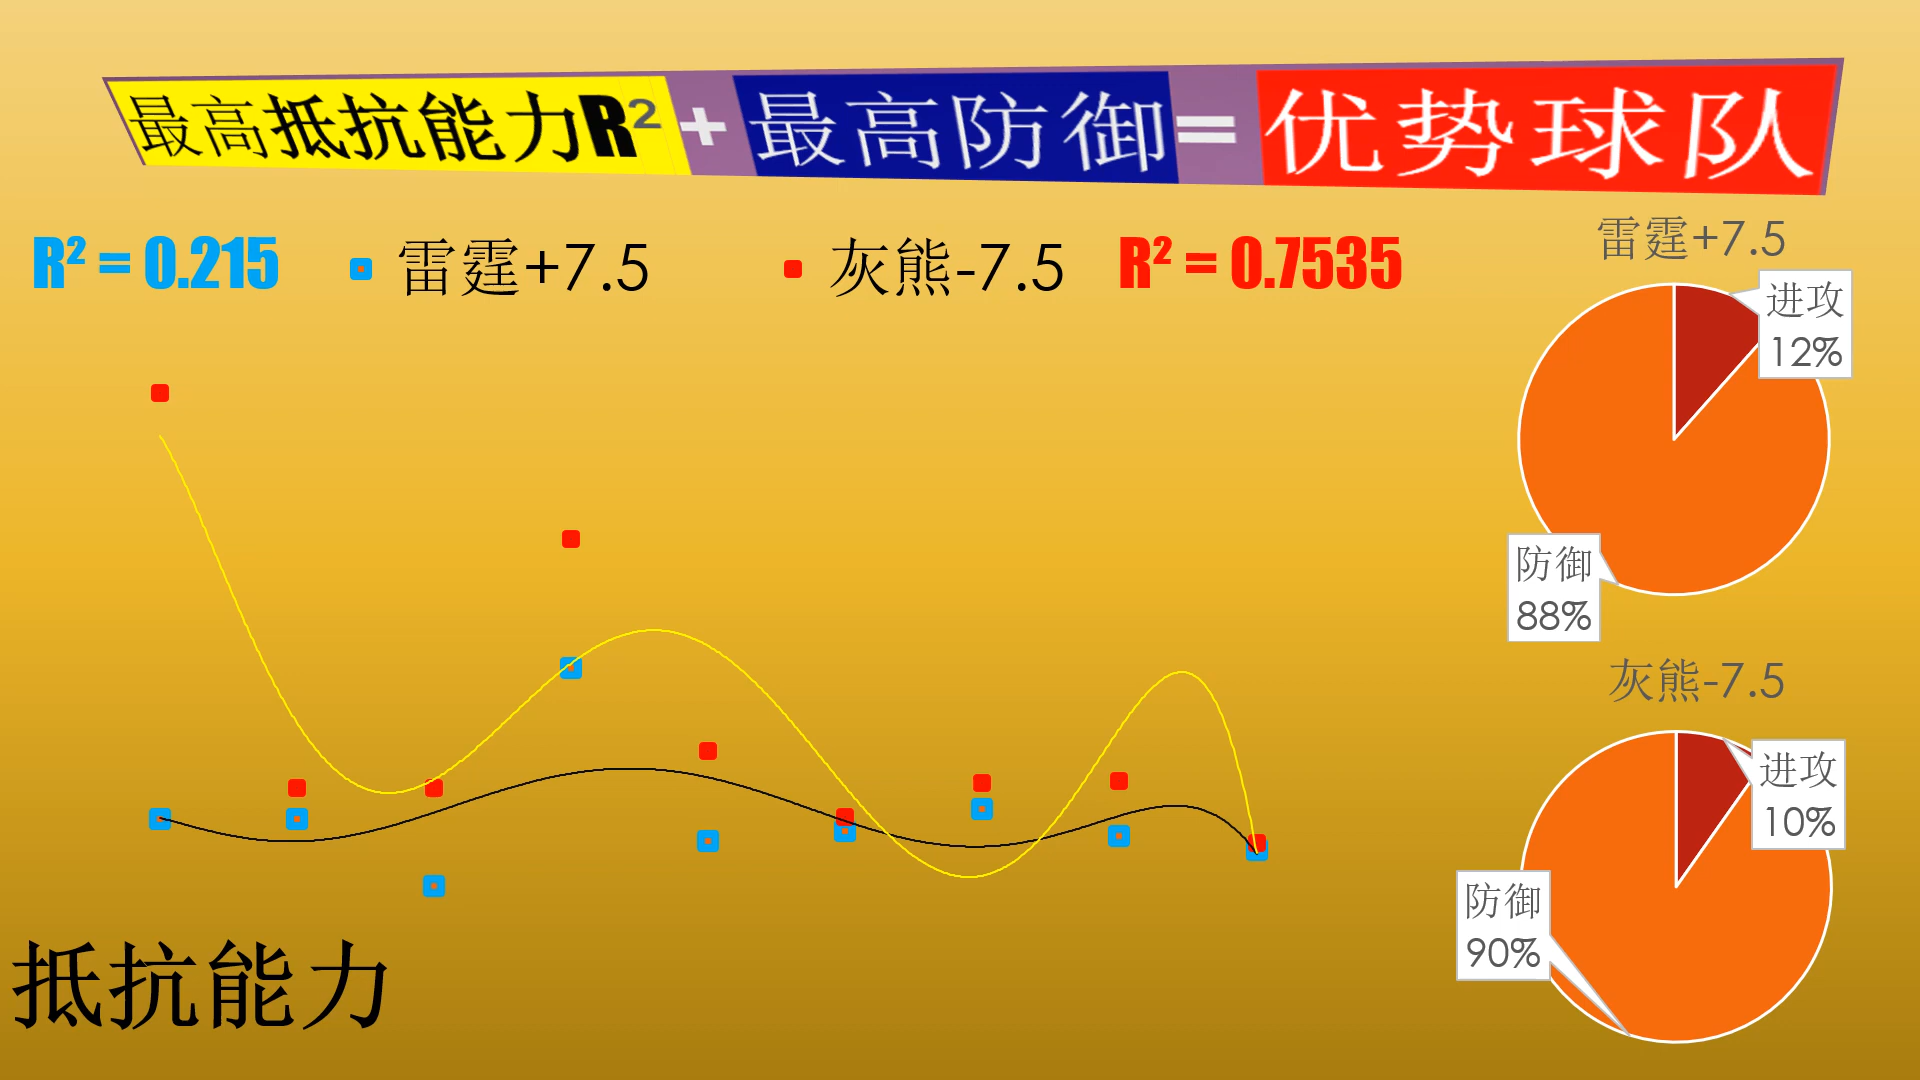 最高抵抗能力R²+最高防御=优势球队
R² = 0.215
雷霆+7.5
灰熊-7.5
R² = 0.7535
雷霆+7.5
进攻
12%
防御
88%
灰熊-7.5
进攻
10%
防御
90%
抵抗能力